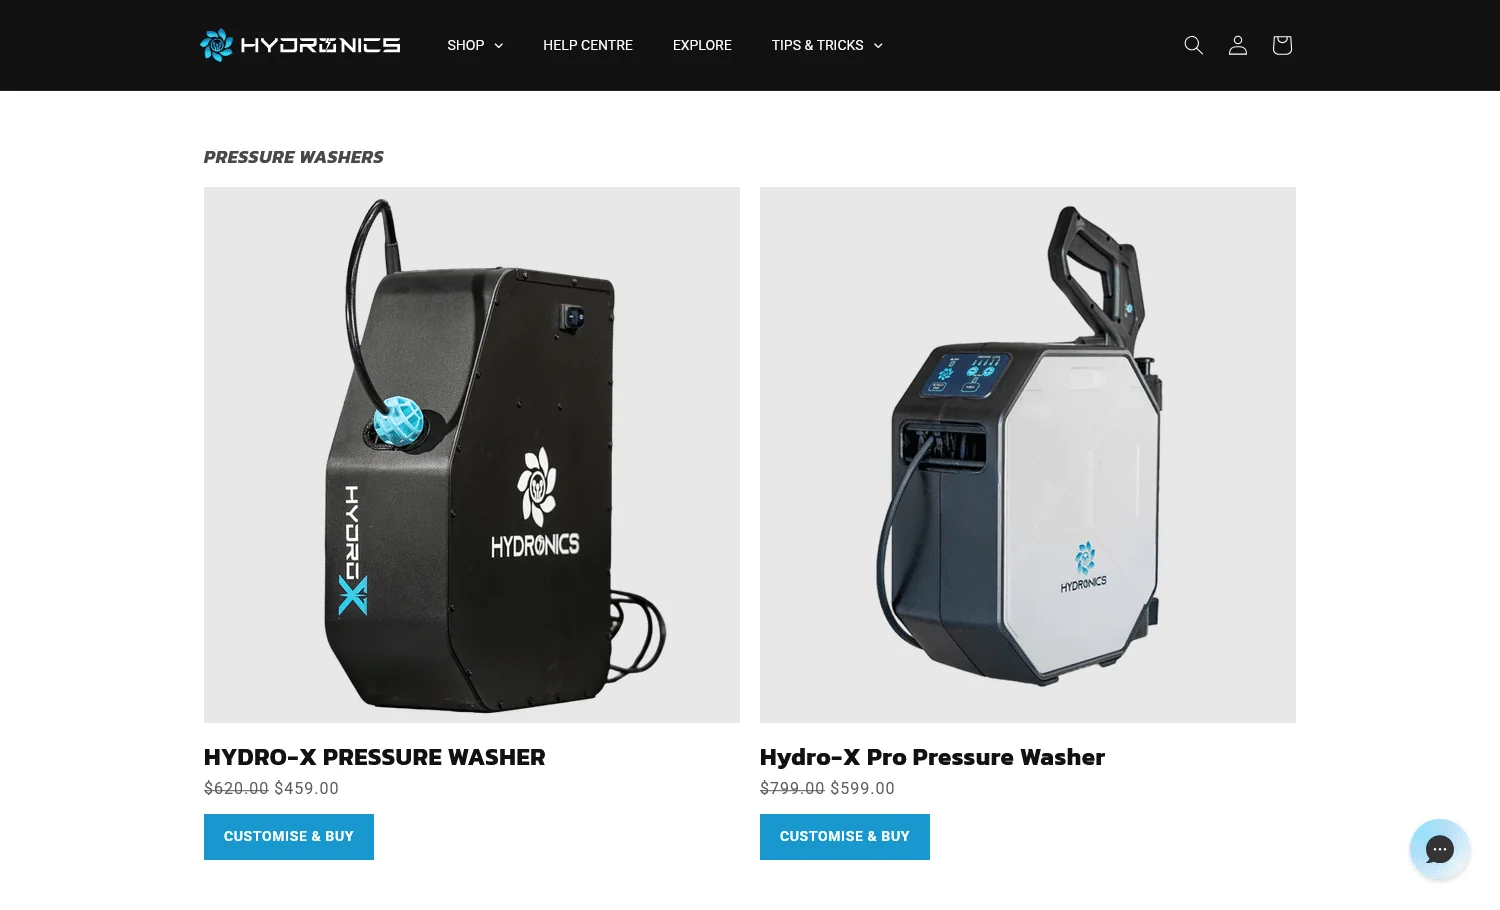 HYDRONICS
SHOP
HELP CENTRE
EXPLORE
TIPS & TRICKS
PRESSURE WASHERS
HYDRO
X
HYDRONICS
HYDRONICS
HYDRO-X PRESSURE WASHER
$620.00 $459.00
CUSTOMISE & BUY
Hydro-X Pro Pressure Washer
$799.00 $599.00
CUSTOMISE & BUY